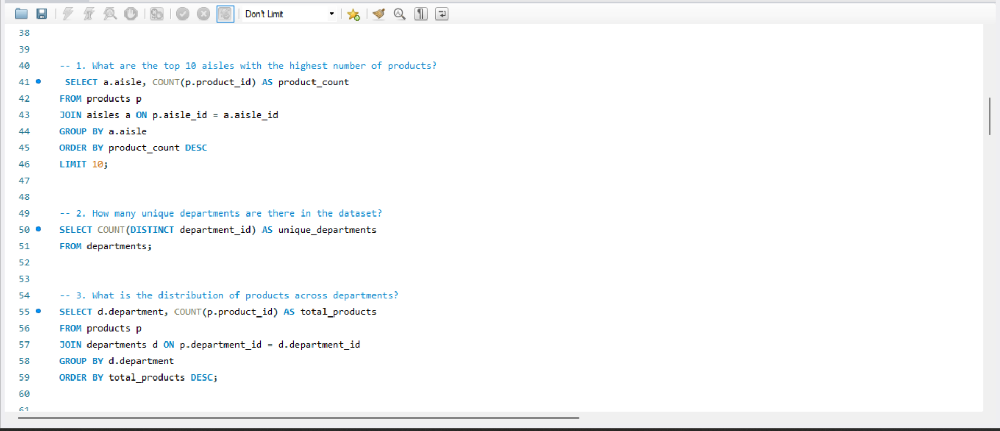 Don't Limit
38
39
40 -- 1. What are the top 10 aisles with the highest number of products?
41 SELECT a.aisle, COUNT(p.product_id) AS product_count
42 FROM products p
43 JOIN aisles a ON p.aisle_id = a.aisle_id
44 GROUP BY a.aisle
45 ORDER BY product_count DESC
46 LIMIT 10;
47
48
49 -- 2. How many unique departments are there in the dataset?
50 SELECT COUNT(DISTINCT department_id) AS unique_departments
51 FROM departments;
52
53
54 -- 3. What is the distribution of products across departments?
55 SELECT d.department, COUNT(p.product_id) AS total_products
56 FROM products p
57 JOIN departments d ON p.department_id = d.department_id
58 GROUP BY d.department
59 ORDER BY total_products DESC;
60
61